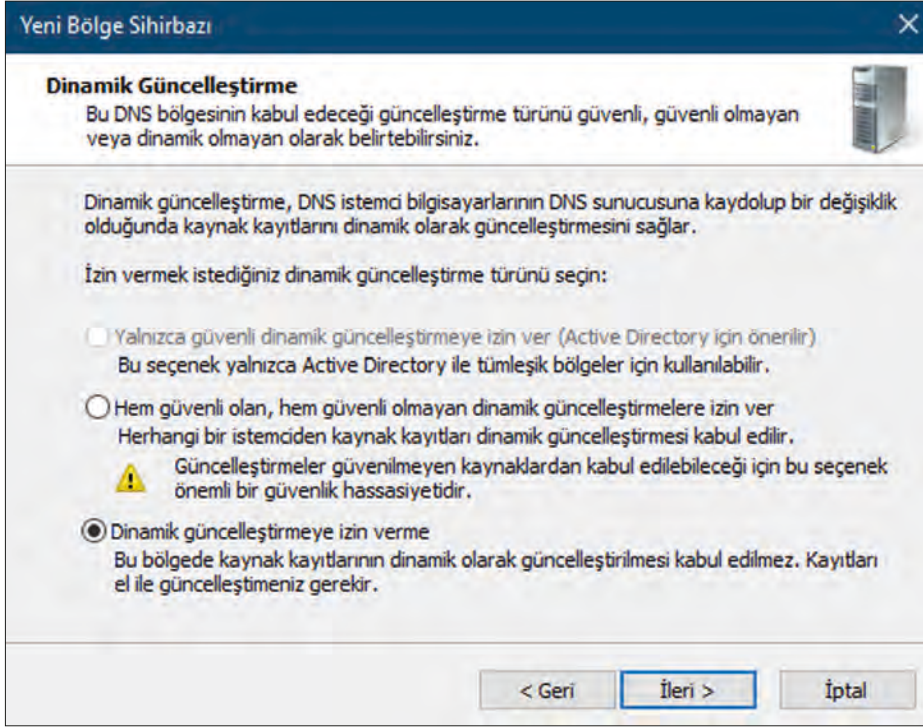 Yeni Bölge Sihirbazı
Dinamik Güncelleştirme
Bu DNS bölgesinin kabul edeceği güncelleştirme türünü güvenli, güvenli olmayan
veya dinamik olmayan olarak belirtebilirsiniz.
Dinamik güncelleştirme, DNS istemci bilgisayarlarının DNS sunucusuna kaydolup bir değişiklik
olduğunda kaynak kayıtlarını dinamik olarak güncelleştirmesini sağlar.
İzin vermek istediğiniz dinamik güncelleştirme türünü seçin:
Yalnızca güvenli dinamik güncelleştirmeye izin ver (Active Directory için önerilir)
Bu seçenek yalnızca Active Directory ile tümleşik bölgeler için kullanılabilir.
Hem güvenli olan, hem güvenli olmayan dinamik güncelleştirmelere izin ver
Herhangi bir istemciden kaynak kayıtları dinamik güncelleştirmesi kabul edilir.
Güncelleştirmeler güvenilmeyen kaynaklardan kabul edilebileceği için bu seçenek
önemli bir güvenlik hassasiyetidir.
Dinamik güncelleştirmeye izin verme
Bu bölgede kaynak kayıtlarının dinamik olarak güncelleştirilmesi kabul edilmez. Kayıtları
el ile güncelleştimeniz gerekir.
< Geri
İleri >
İptal